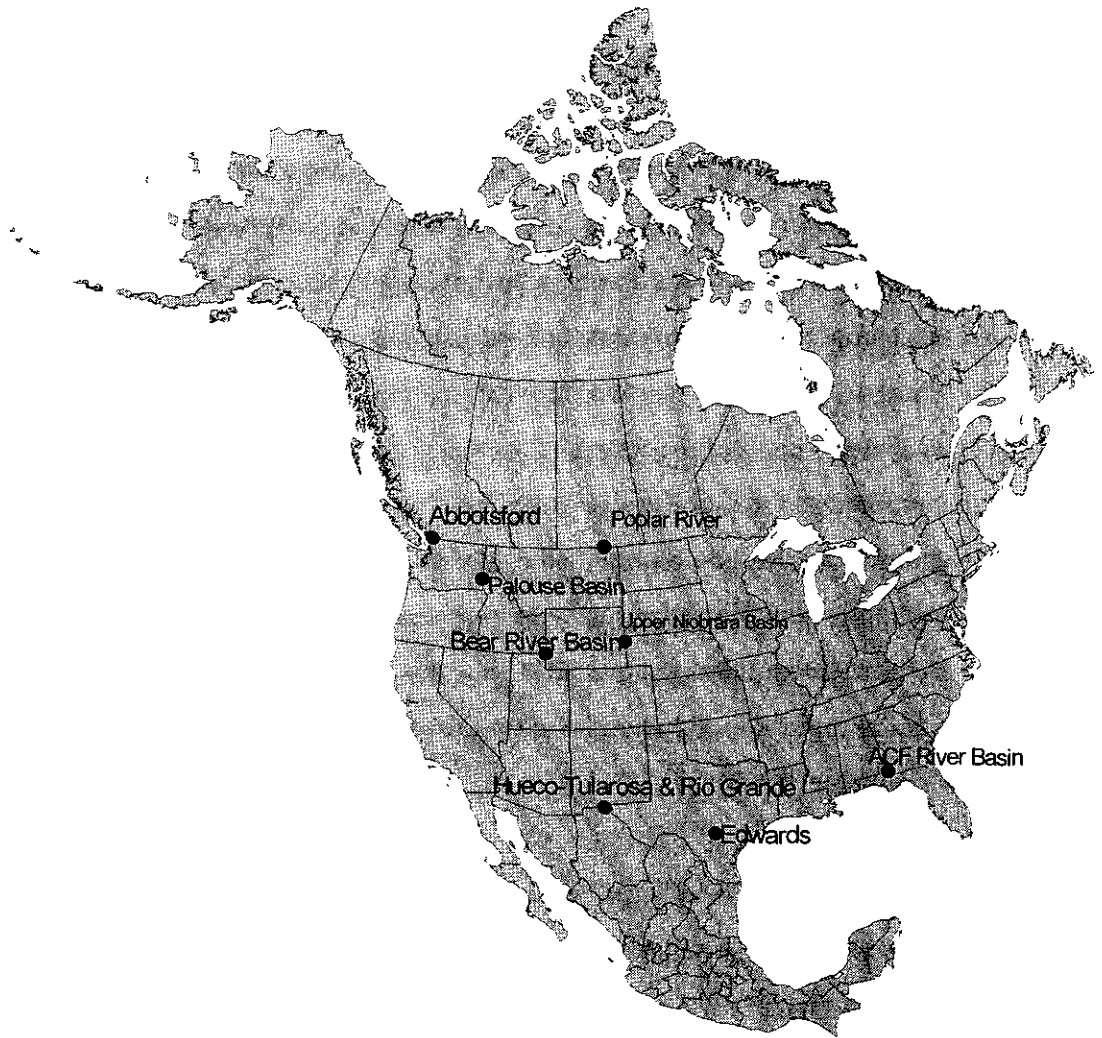 Abbotsford
Poplar River
Palouse Basin
Upper Niobrara Basin
Bear River Basin
ACF River Basin
Hueco-Tularosa & Rio Grande
Edwards